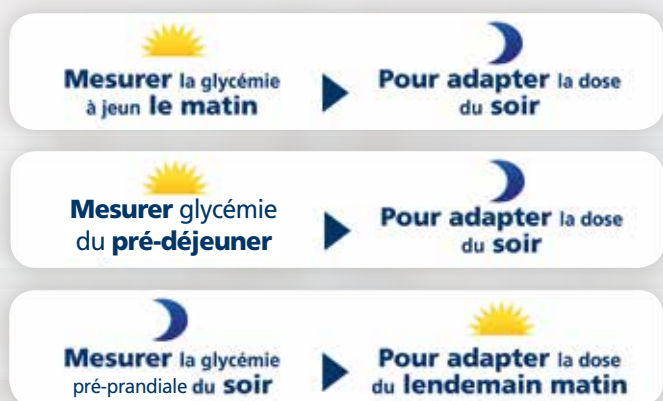 Mesurer la glycémie
à jeun le matin
Pour adapter la dose
du soir
Mesurer glycémie
du pré-déjeuner
Pour adapter la dose
du soir
Mesurer la glycémie
pré-prandiale du soir
Pour adapter la dose
du lendemain matin